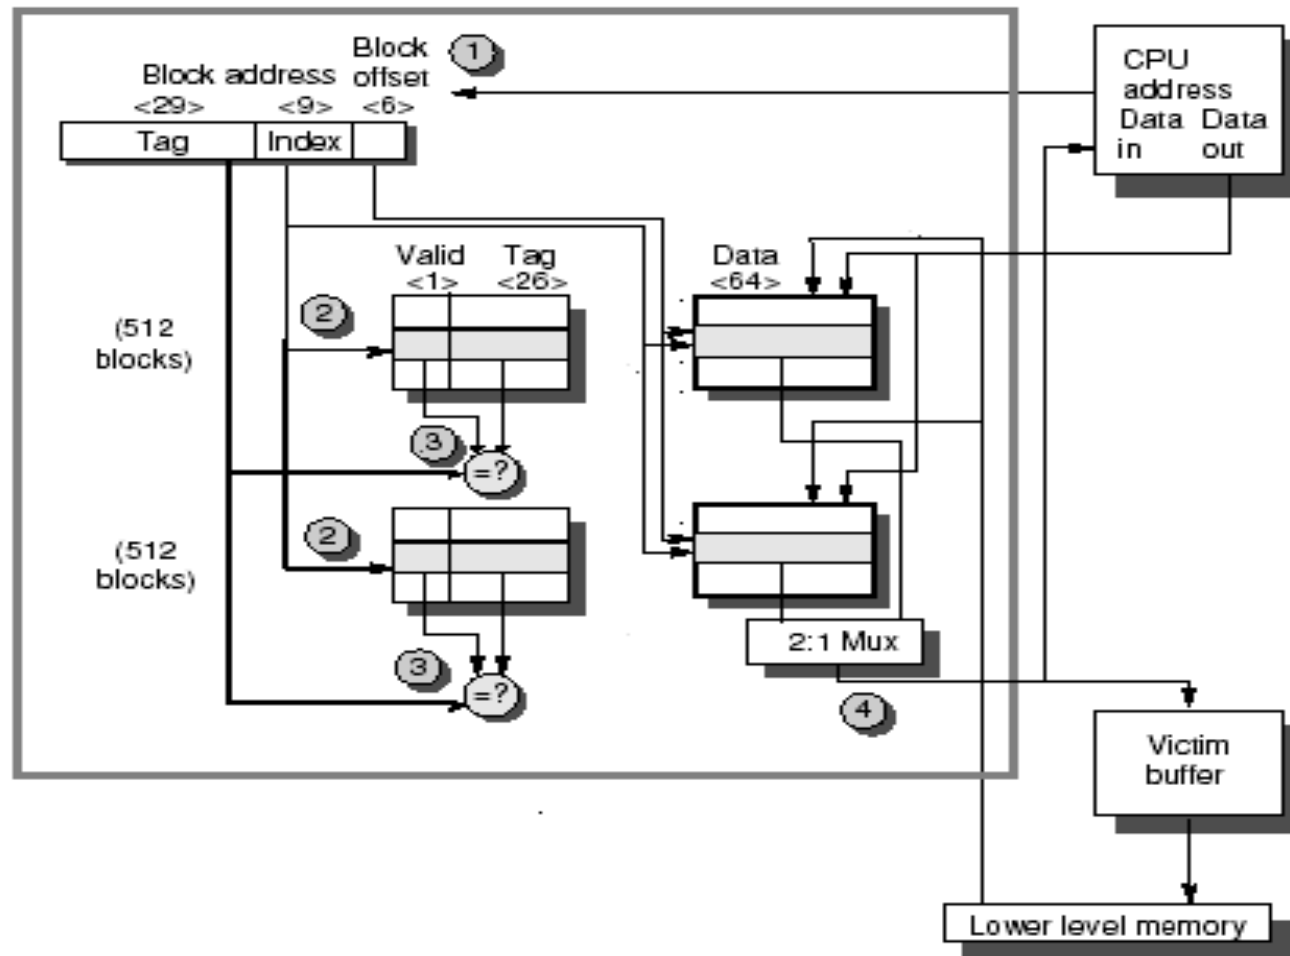 Block
offset
1
Block address
<29>
<9>
<6>
Tag
Index
CPU
address
Data Data
in out
Valid
<1>
Tag
<26>
Data
<64>
(512
blocks)
2
3
=?
(512
blocks)
2
3
=?
2:1 Mux
4
Victim
buffer
Lower level memory